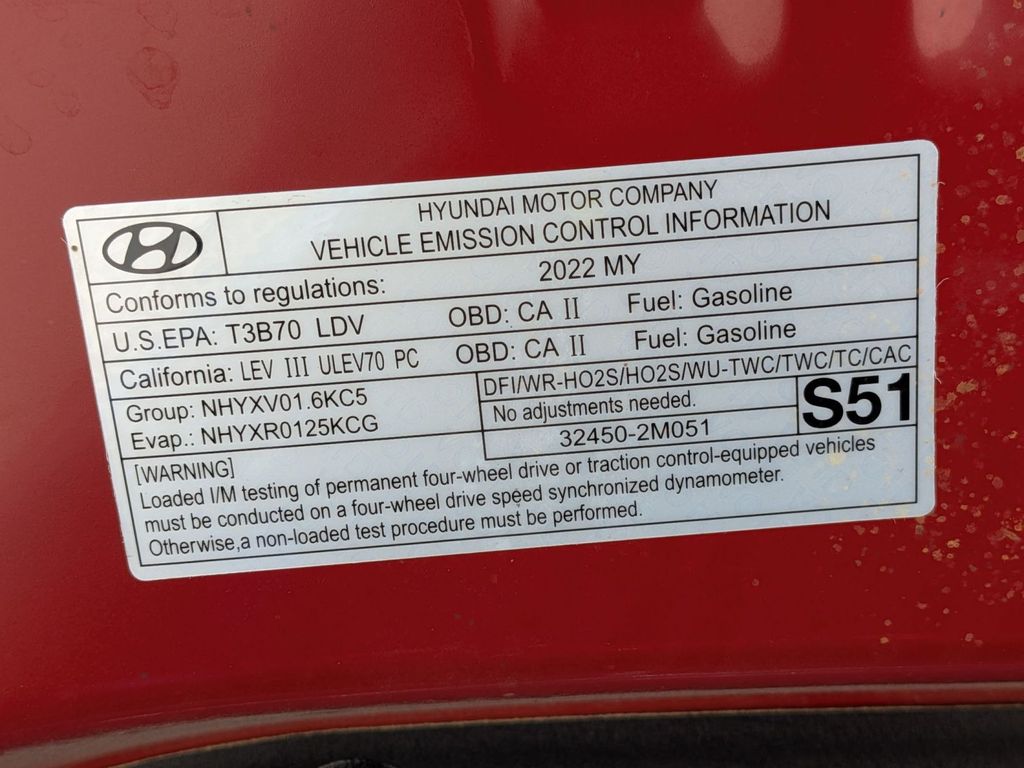 HYUNDAI MOTOR COMPANY
VEHICLE EMISSION CONTROL INFORMATION
Conforms to regulations: 2022 MY
U.S.EPA: T3B70 LDV OBD: CA II Fuel: Gasoline
California: LEV III ULEV70 PC OBD: CA II Fuel: Gasoline
Group: NHYXV01.6KC5
Evap.: NHYXR0125KCG
DFI/WR-HO2S/HO2S/WU-TWC/TWC/TC/CAC
No adjustments needed.
32450-2M051
S51
[WARNING]
Loaded I/M testing of permanent four-wheel drive or traction control-equipped vehicles
must be conducted on a four-wheel drive speed synchronized dynamometer.
Otherwise,a non-loaded test procedure must be performed.